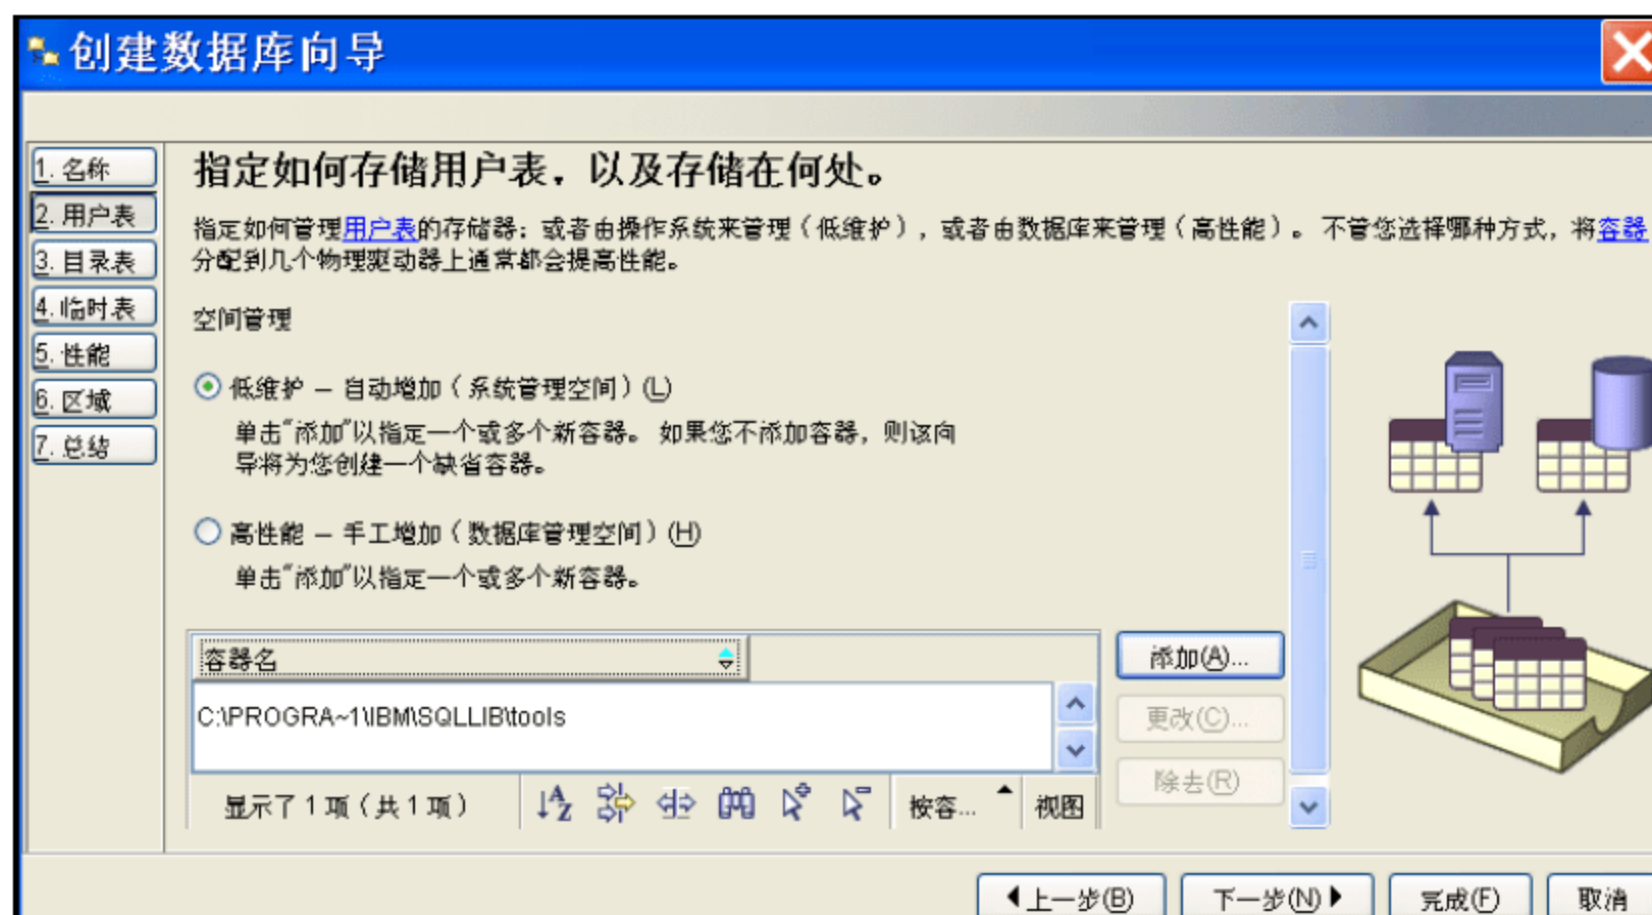 创建数据库向导
1. 名称
2. 用户表
3. 目录表
4. 临时表
5. 性能
6. 区域
7. 总结
指定如何存储用户表，以及存储在何处。
指定如何管理用户表的存储器：或者由操作系统来管理（低维护），或者由数据库来管理（高性能）。不管您选择哪种方式，将容器
分配到几个物理驱动器上通常都会提高性能。
空间管理
低维护 — 自动增加（系统管理空间）(L)
单击"添加"以指定一个或多个新容器。 如果您不添加容器，则该向
导将为您创建一个缺省容器。
高性能 — 手工增加（数据库管理空间）(H)
单击"添加"以指定一个或多个新容器。
容器名
C:\PROGRA~1\IBM\SQLLIB\tools
添加(A)...
更改(C)...
除去(R)
显示了 1 项（共 1 项）
按容...
视图
上一步(B)
下一步(N)
完成(F)
取消